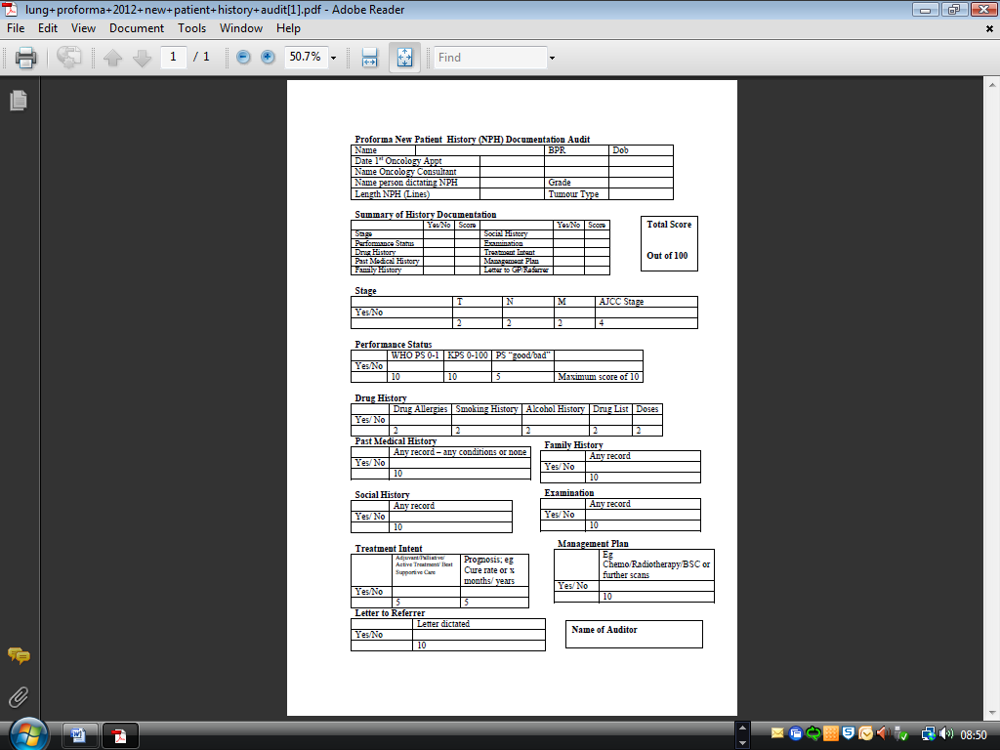 lung+proforma+2012+new+patient+history+audit[1].pdf - Adobe Reader
File Edit View Document Tools Window Help
1 / 1 50.7% Find
Proforma New Patient History (NPH) Documentation Audit
Name BPR Dob
Date 1st Oncology Appt
Name Oncology Consultant
Name person dictating NPH Grade
Length NPH (Lines) Tumour Type
Summary of History Documentation
Yes/No Score Yes/No Score
Stage Social History
Performance Status Examination
Drug History Treatment Intent
Past Medical History Management Plan
Family History Letter to GP/Referrer
Total Score
Out of 100
Stage
T N M AJCC Stage
Yes/No
2 2 2 4
Performance Status
WHO PS 0-1 KPS 0-100 PS “good/bad”
Yes/No
10 10 5 Maximum score of 10
Drug History
Drug Allergies Smoking History Alcohol History Drug List Doses
Yes/ No
2 2 2 2 2
Past Medical History
Any record – any conditions or none
Yes/ No
10
Family History
Any record
Yes/ No
10
Social History
Any record
Yes/ No
10
Examination
Any record
Yes/ No
10
Treatment Intent
Adjuvant/Palliative/
Active Treatment/ Best
Supportive Care
Prognosis; eg
Cure rate or x
months/ years
Yes/No
5 5
Management Plan
Eg
Chemo/Radiotherapy/BSC or
further scans
Yes/ No
10
Letter to Referrer
Letter dictated
Yes/No
10
Name of Auditor
08:50